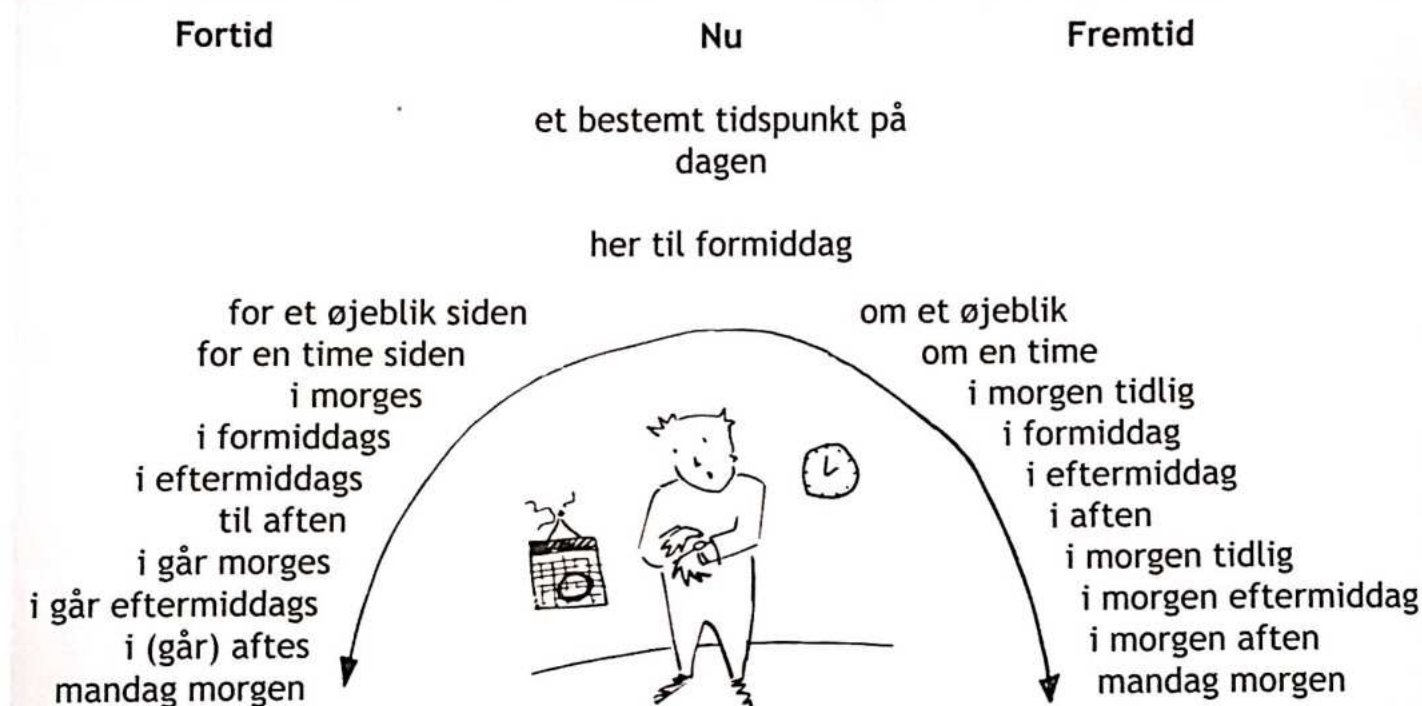 Fortid
Nu
Fremtid
et bestemt tidspunkt på
dagen
her til formiddag
for et øjeblik siden
for en time siden
i morges
i formiddags
i eftermiddags
til aften
i går morges
i går eftermiddags
i (går) aftes
mandag morgen
om et øjeblik
om en time
i morgen tidlig
i formiddag
i eftermiddag
i aften
i morgen tidlig
i morgen eftermiddag
i morgen aften
mandag morgen